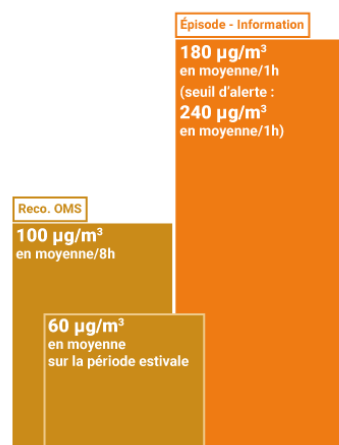 Épisode - Information
180 µg/m³
en moyenne/1h
(seuil d'alerte :
240 µg/m³
en moyenne/1h)
Reco. OMS
100 µg/m³
en moyenne/8h
60 µg/m³
en moyenne
sur la période estivale